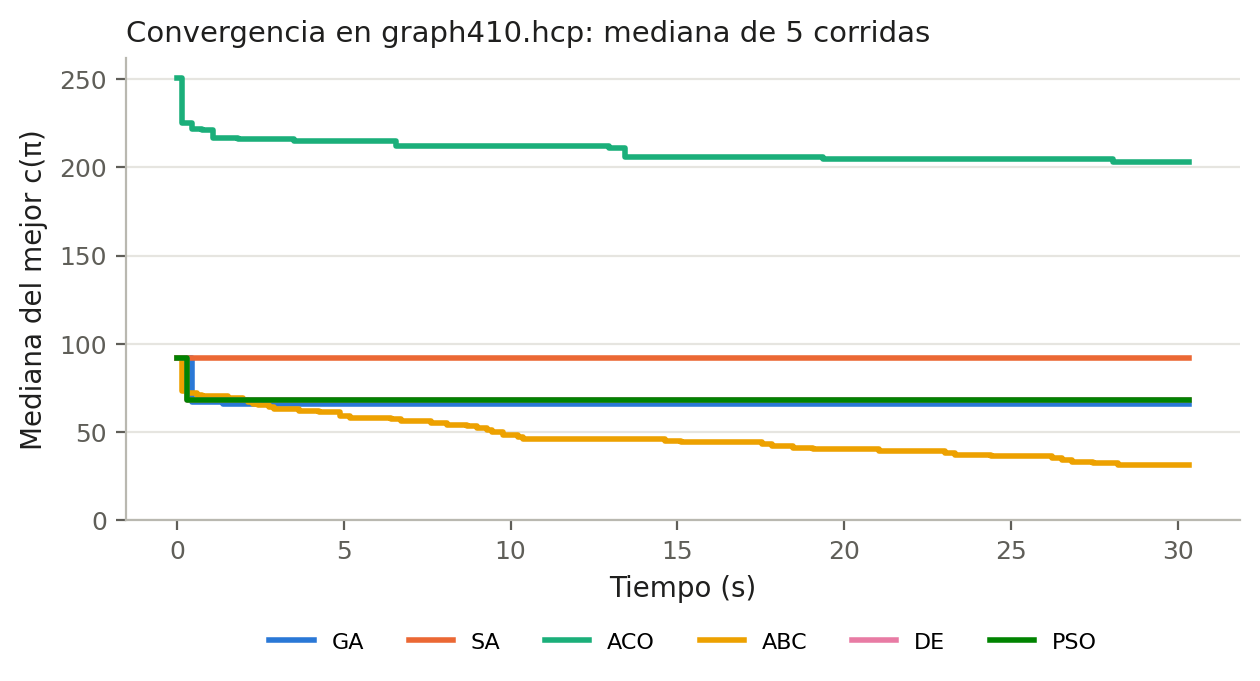 Convergencia en graph410.hcp: mediana de 5 corridas
Mediana del mejor c(π)
250
200
150
100
50
0
0 5 10 15 20 25 30
Tiempo (s)
GA SA ACO ABC DE PSO